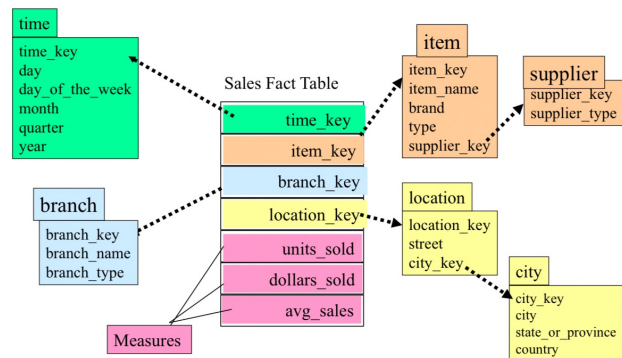 time
time_key
day
day_of_the_week
month
quarter
year
Sales Fact Table
time_key
item_key
branch_key
location_key
units_sold
dollars_sold
avg_sales
Measures
branch
branch_key
branch_name
branch_type
item
item_key
item_name
brand
type
supplier_key
supplier
supplier_key
supplier_type
location
location_key
street
city_key
city
city_key
city
state_or_province
country